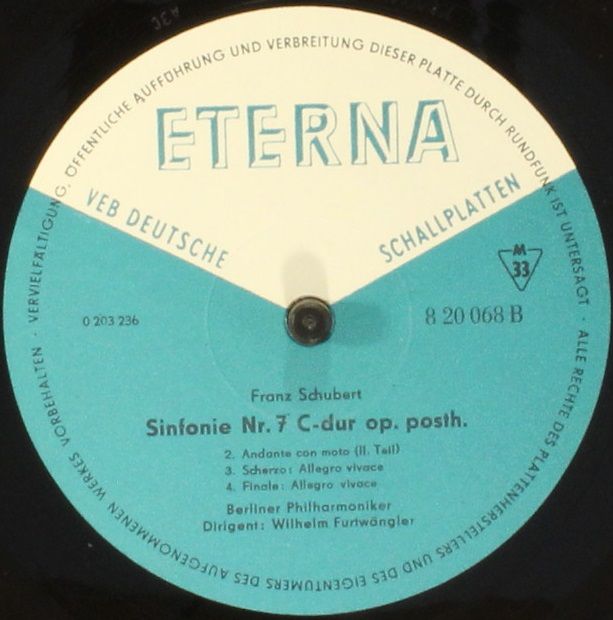 VERVIELFÄLTIGUNG, ÖFFENTLICHE AUFFÜHRUNG UND VERBREITUNG DIESER PLATTE DURCH RUNDFUNK IST UNTERSAGT · ALLE RECHTE DES PLATTENHERSTELLERS UND DES EIGENTUMERS DES AUFGENOMMENEN WERKES VORBEHALTEN ·
ETERNA
VEB DEUTSCHE SCHALLPLATTEN
M
33
0 203 236
8 20 068 B
Franz Schubert
Sinfonie Nr. 7 C-dur op. posth.
2. Andante con moto (II. Teil)
3. Scherzo: Allegro vivace
4. Finale: Allegro vivace
Berliner Philharmoniker
Dirigent: Wilhelm Furtwängler